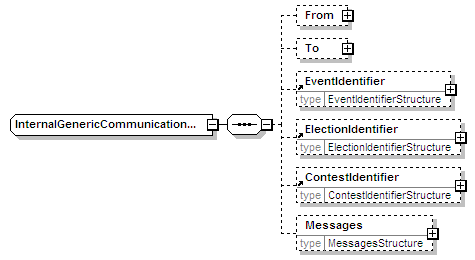 From
To
EventIdentifier
type EventIdentifierStructure
ElectionIdentifier
type ElectionIdentifierStructure
InternalGenericCommunication...
ContestIdentifier
type ContestIdentifierStructure
Messages
type MessagesStructure